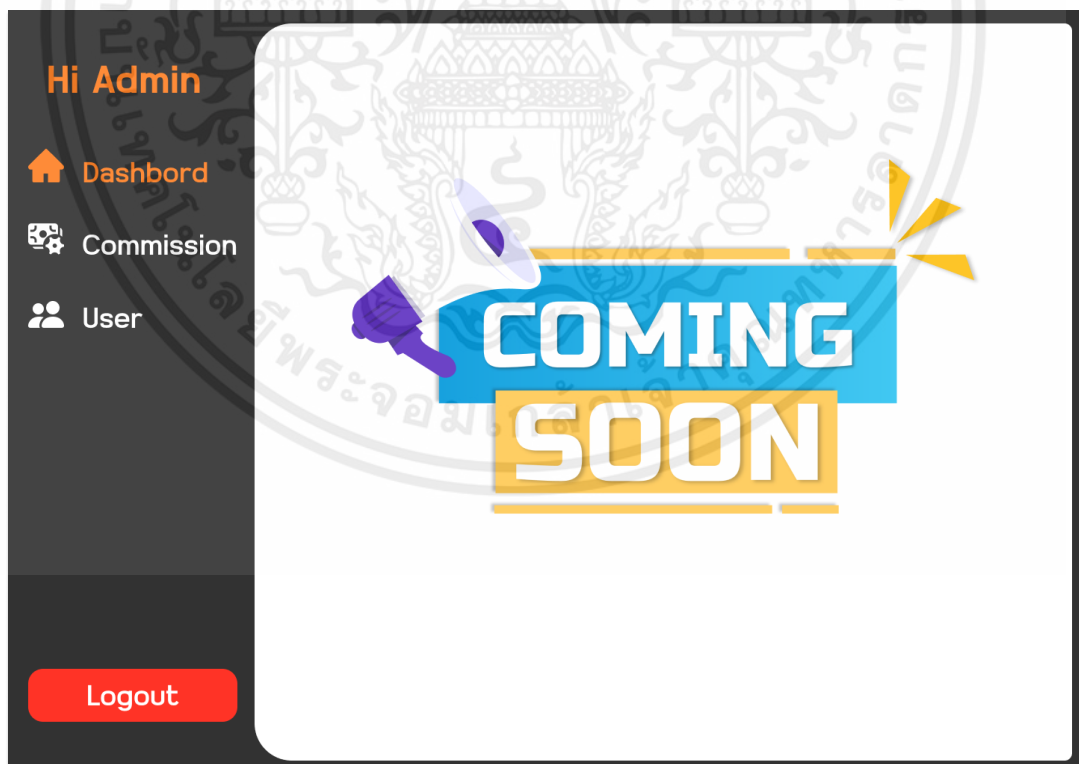 Hi Admin
Dashbord
Commission
User
Logout
COMING
SOON